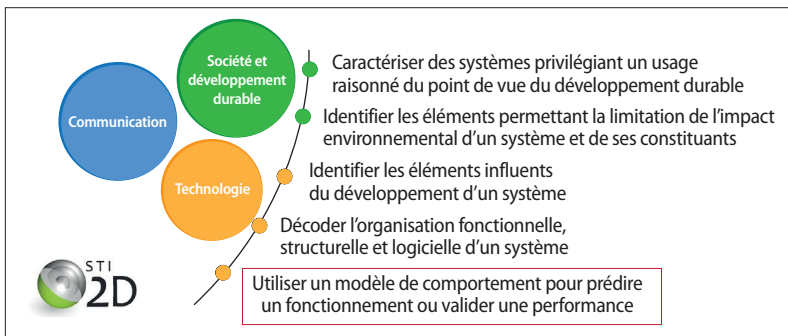 Société et
développement
durable
Communication
Technologie
Caractériser des systèmes privilégiant un usage
raisonné du point de vue du développement durable
Identifier les éléments permettant la limitation de l’impact
environnemental d’un système et de ses constituants
Identifier les éléments influents
du développement d’un système
Décoder l’organisation fonctionnelle,
structurelle et logicielle d’un système
Utiliser un modèle de comportement pour prédire
un fonctionnement ou valider une performance
STI
2D